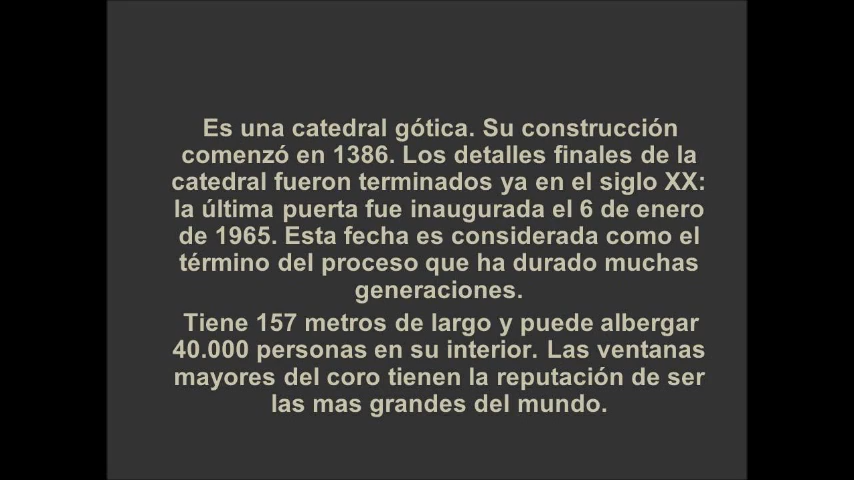 Es una catedral gótica. Su construcción
comenzó en 1386. Los detalles finales de la
catedral fueron terminados ya en el siglo XX:
la última puerta fue inaugurada el 6 de enero
de 1965. Esta fecha es considerada como el
término del proceso que ha durado muchas
generaciones.
Tiene 157 metros de largo y puede albergar
40.000 personas en su interior. Las ventanas
mayores del coro tienen la reputación de ser
las mas grandes del mundo.